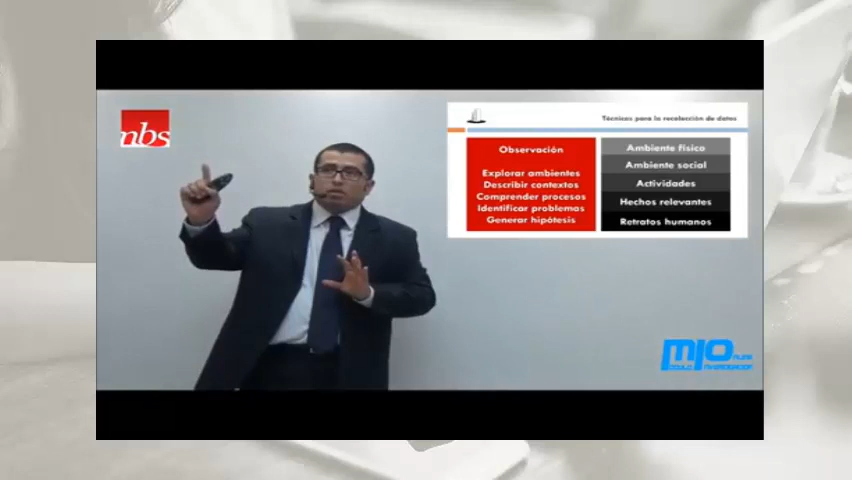 nbs
Técnicas para la recolección de datos
Observación
Explorar ambientes
Describir contextos
Comprender procesos
Identificar problemas
Generar hipótesis
Ambiente físico
Ambiente social
Actividades
Hechos relevantes
Retratos humanos
MIO